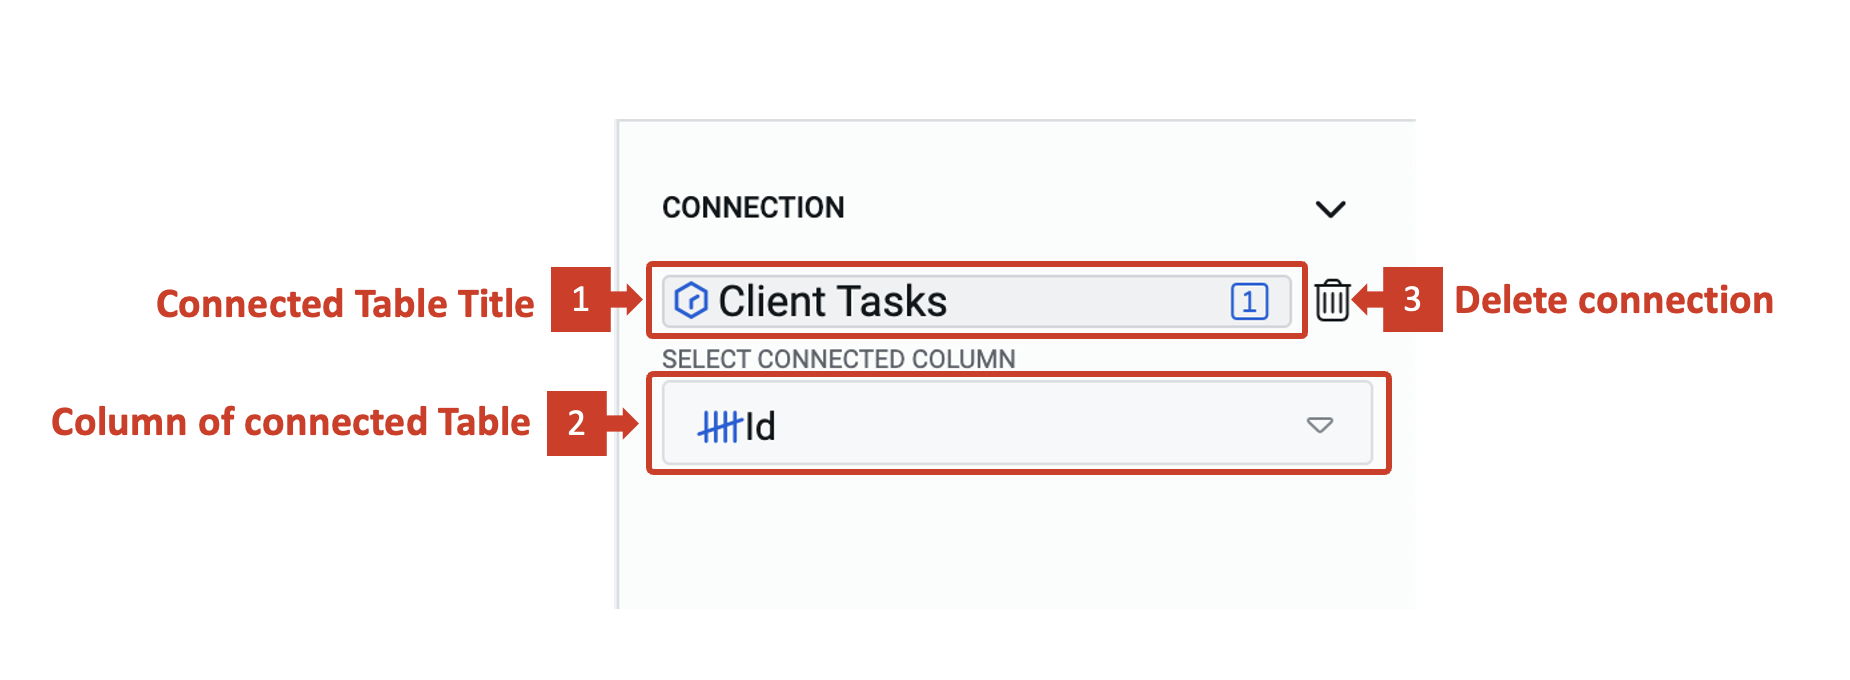 CONNECTION
Connected Table Title 1 Client Tasks 1 3 Delete connection
SELECT CONNECTED COLUMN
Column of connected Table 2 Id